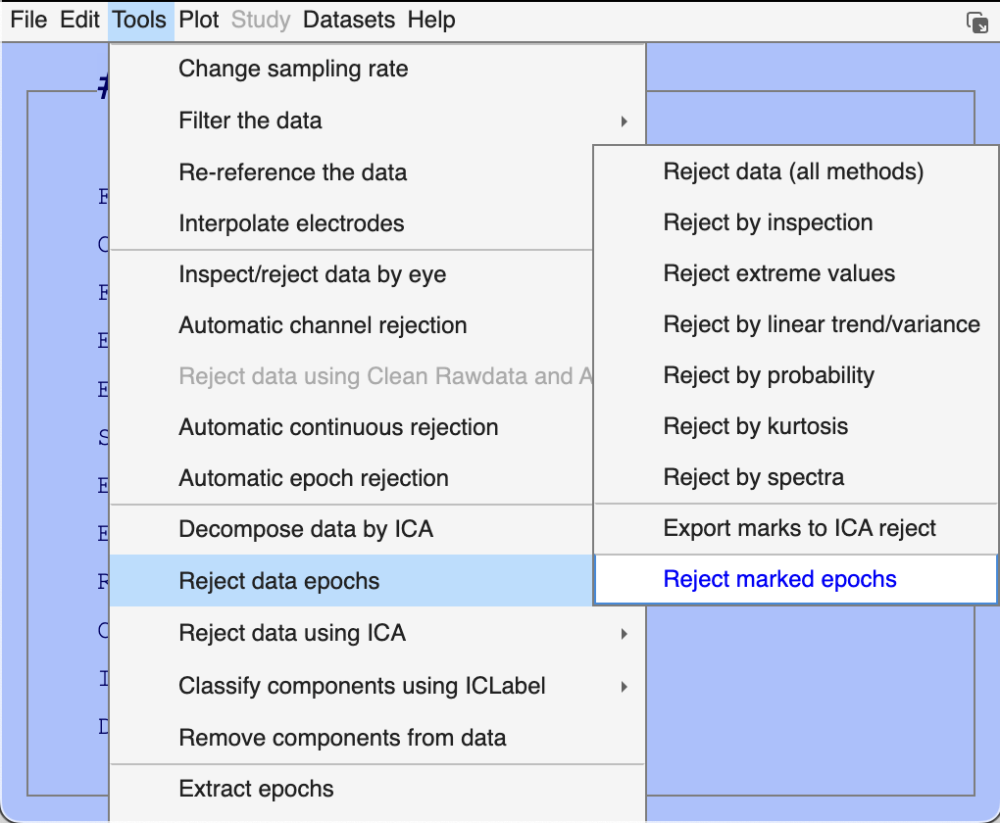 File Edit Tools Plot Study Datasets Help
#
Change sampling rate
Filter the data
Re-reference the data
Interpolate electrodes
Inspect/reject data by eye
Automatic channel rejection
Reject data using Clean Rawdata and A
Automatic continuous rejection
Automatic epoch rejection
Decompose data by ICA
Reject data epochs
Reject data using ICA
Classify components using ICLabel
Remove components from data
Extract epochs
Reject data (all methods)
Reject by inspection
Reject extreme values
Reject by linear trend/variance
Reject by probability
Reject by kurtosis
Reject by spectra
Export marks to ICA reject
Reject marked epochs